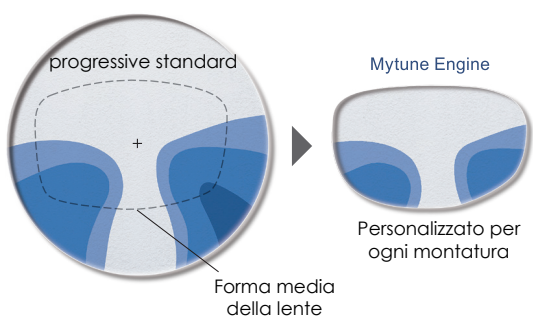 progressive standard
Mytune Engine
Personalizzato per
ogni montatura
Forma media
della lente